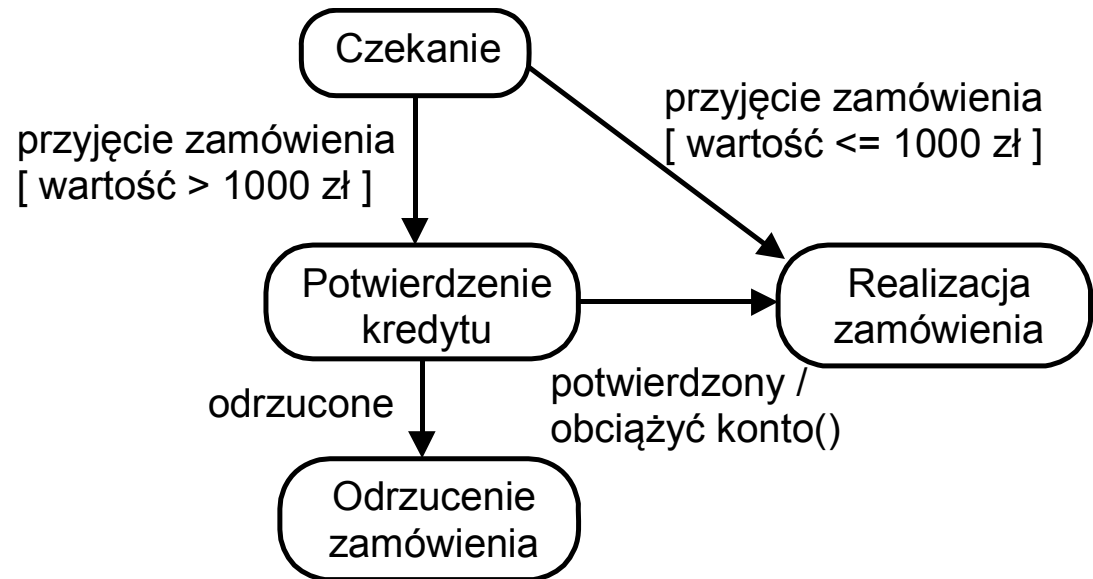 Czekanie
przyjęcie zamówienia
[ wartość <= 1000 zł ]
przyjęcie zamówienia
[ wartość > 1000 zł ]
Potwierdzenie
kredytu
Realizacja
zamówienia
odrzucone
potwierdzony /
obciążyć konto()
Odrzucenie
zamówienia